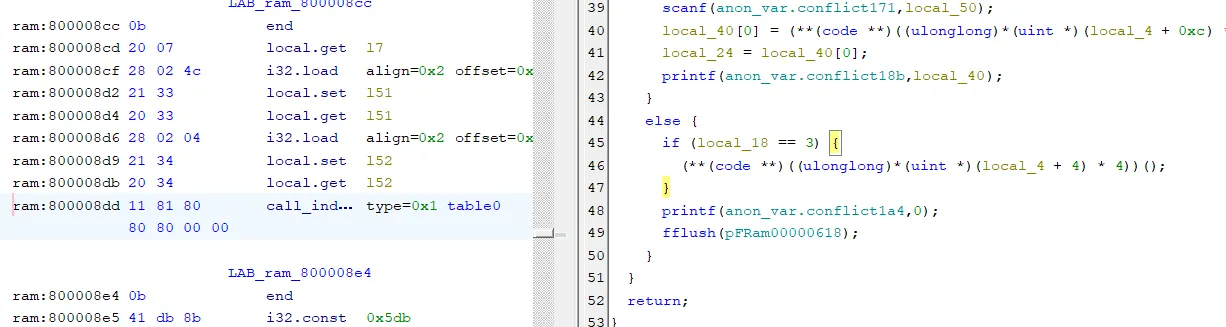 LAB_ram_800008cc
ram:800008cc 0b end
ram:800008cd 20 07 local.get l7
ram:800008cf 28 02 4c i32.load align=0x2 offset=0x
ram:800008d2 21 33 local.set l51
ram:800008d4 20 33 local.get l51
ram:800008d6 28 02 04 i32.load align=0x2 offset=0x
ram:800008d9 21 34 local.set l52
ram:800008db 20 34 local.get l52
ram:800008dd 11 81 80 call_ind... type=0x1 table0
80 80 00 00
LAB_ram_800008e4
ram:800008e4 0b end
ram:800008e5 41 db 8b i32.const 0x5db
39 scanf(anon_var.conflict171,local_50);
40 local_40[0] = (**(code **)((ulonglong)*(uint *)(local_4 + 0xc) *
41 local_24 = local_40[0];
42 printf(anon_var.conflict18b,local_40);
43 }
44 else {
45 if (local_18 == 3) {
46 (**(code **)((ulonglong)*(uint *)(local_4 + 4) * 4))();
47 }
48 printf(anon_var.conflict1a4,0);
49 fflush(pFRam00000618);
50 }
51 }
52 return;
53 }